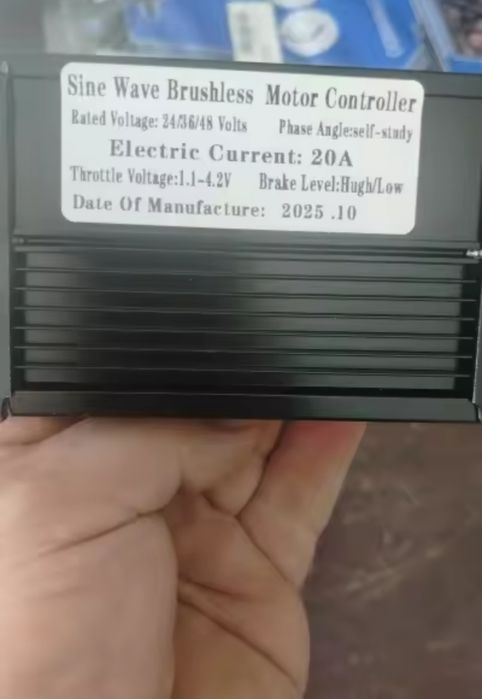 Sine Wave Brushless Motor Controller
Rated Voltage: 24/36/48 Volts Phase Angle:self-study
Electric Current: 20A
Throttle Voltage:1.1-4.2V Brake Level:Hugh/Low
Date Of Manufacture: 2025 .10